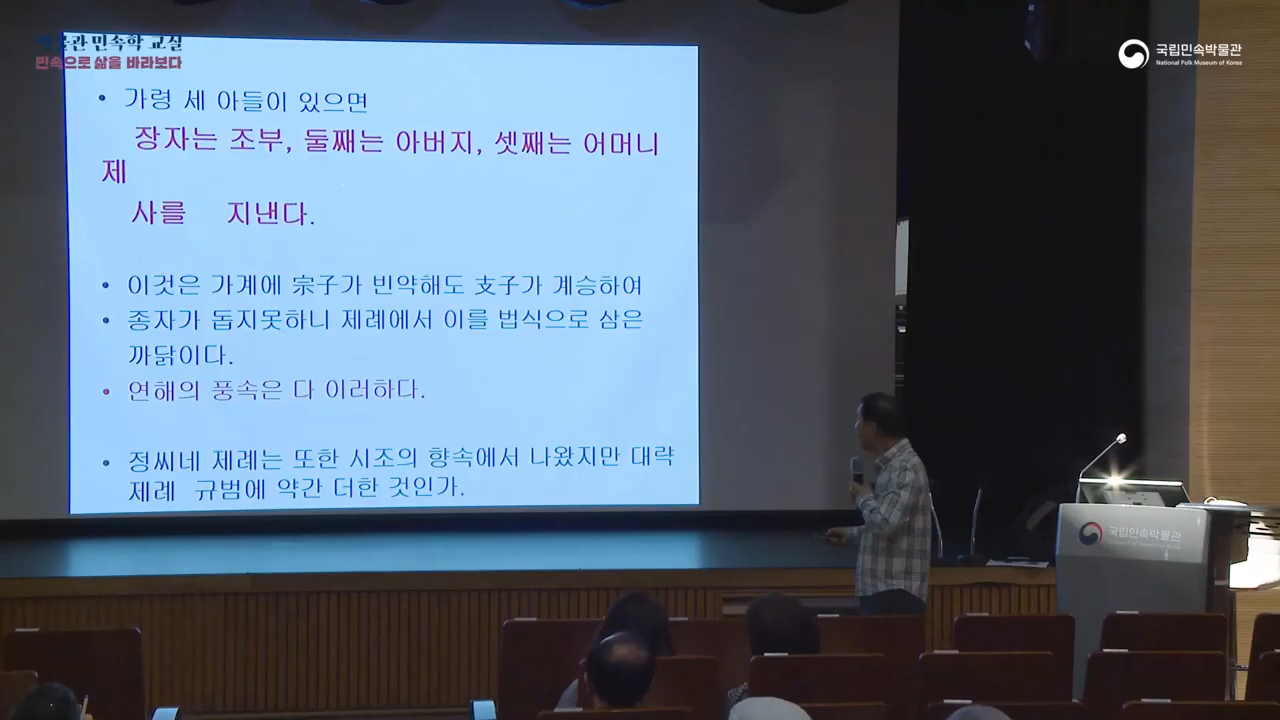 박물관 민속학 교실
민속으로 삶을 바라보다
국립민속박물관
National Folk Museum of Korea
• 가령 세 아들이 있으면
장자는 조부, 둘째는 아버지, 셋째는 어머니
제
사를 지낸다.
• 이것은 가계에 宗子가 빈약해도 支子가 계승하여
• 종자가 돕지못하니 제례에서 이를 법식으로 삼은
까닭이다.
• 연해의 풍속은 다 이러하다.
• 정씨네 제례는 또한 시조의 향속에서 나왔지만 대략
제례 규범에 약간 더한 것인가.
국립민속박물관